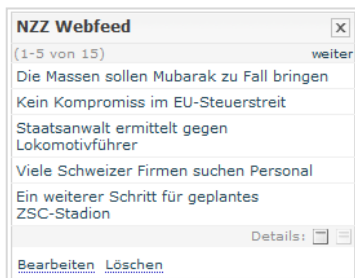 NZZ Webfeed
(1-5 von 15) weiter
Die Massen sollen Mubarak zu Fall bringen
Kein Kompromiss im EU-Steuerstreit
Staatsanwalt ermittelt gegen
Lokomotivführer
Viele Schweizer Firmen suchen Personal
Ein weiterer Schritt für geplantes
ZSC-Stadion
Details:
Bearbeiten Löschen